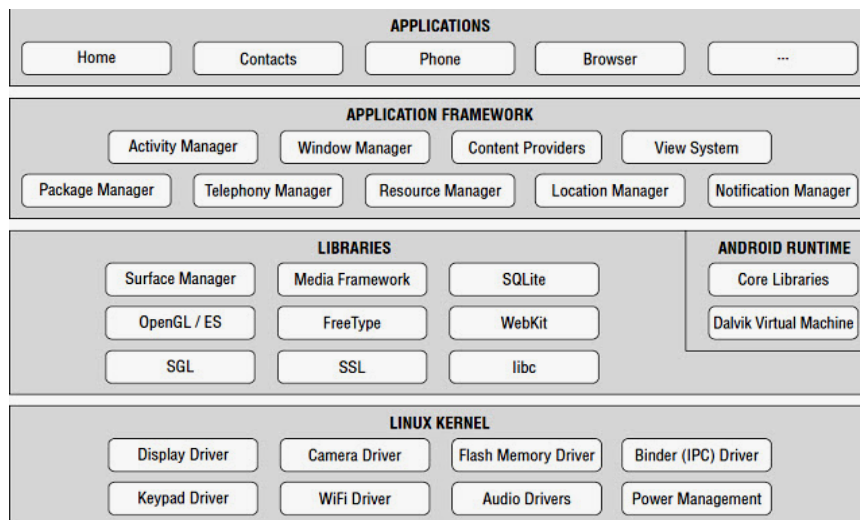 APPLICATIONS
Home Contacts Phone Browser ...
APPLICATION FRAMEWORK
Activity Manager Window Manager Content Providers View System
Package Manager Telephony Manager Resource Manager Location Manager Notification Manager
LIBRARIES
Surface Manager Media Framework SQLite
OpenGL / ES FreeType WebKit
SGL SSL libc
ANDROID RUNTIME
Core Libraries
Dalvik Virtual Machine
LINUX KERNEL
Display Driver Camera Driver Flash Memory Driver Binder (IPC) Driver
Keypad Driver WiFi Driver Audio Drivers Power Management